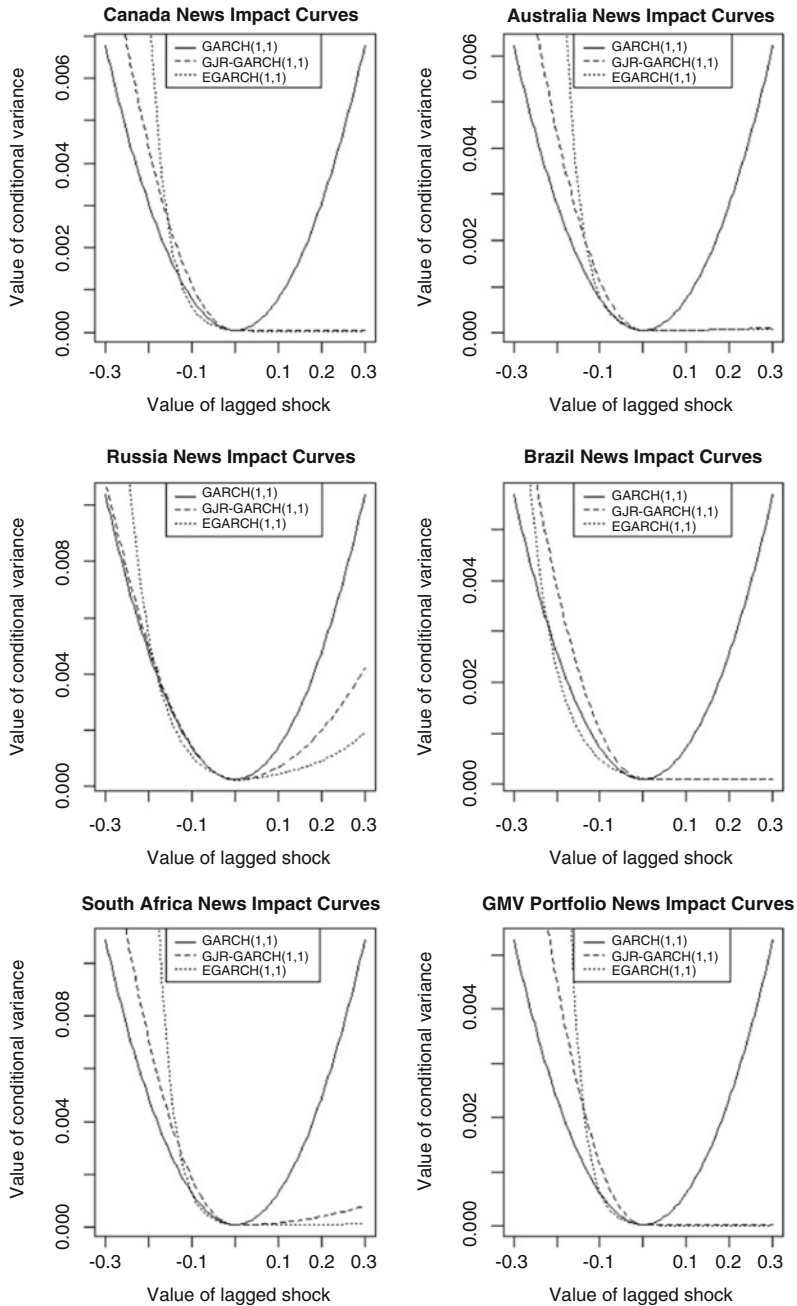 Canada News Impact Curves
GARCH(1,1)
GJR-GARCH(1,1)
EGARCH(1,1)
Value of conditional variance
0.006
0.004
0.002
0.000
-0.3 -0.1 0.1 0.2 0.3
Value of lagged shock
Australia News Impact Curves
GARCH(1,1)
GJR-GARCH(1,1)
EGARCH(1,1)
Value of conditional variance
0.006
0.004
0.002
0.000
-0.3 -0.1 0.1 0.2 0.3
Value of lagged shock
Russia News Impact Curves
GARCH(1,1)
GJR-GARCH(1,1)
EGARCH(1,1)
Value of conditional variance
0.008
0.004
0.000
-0.3 -0.1 0.1 0.2 0.3
Value of lagged shock
Brazil News Impact Curves
GARCH(1,1)
GJR-GARCH(1,1)
EGARCH(1,1)
Value of conditional variance
0.004
0.002
0.000
-0.3 -0.1 0.1 0.2 0.3
Value of lagged shock
South Africa News Impact Curves
GARCH(1,1)
GJR-GARCH(1,1)
EGARCH(1,1)
Value of conditional variance
0.008
0.004
0.000
-0.3 -0.1 0.1 0.2 0.3
Value of lagged shock
GMV Portfolio News Impact Curves
GARCH(1,1)
GJR-GARCH(1,1)
EGARCH(1,1)
Value of conditional variance
0.004
0.002
0.000
-0.3 -0.1 0.1 0.2 0.3
Value of lagged shock